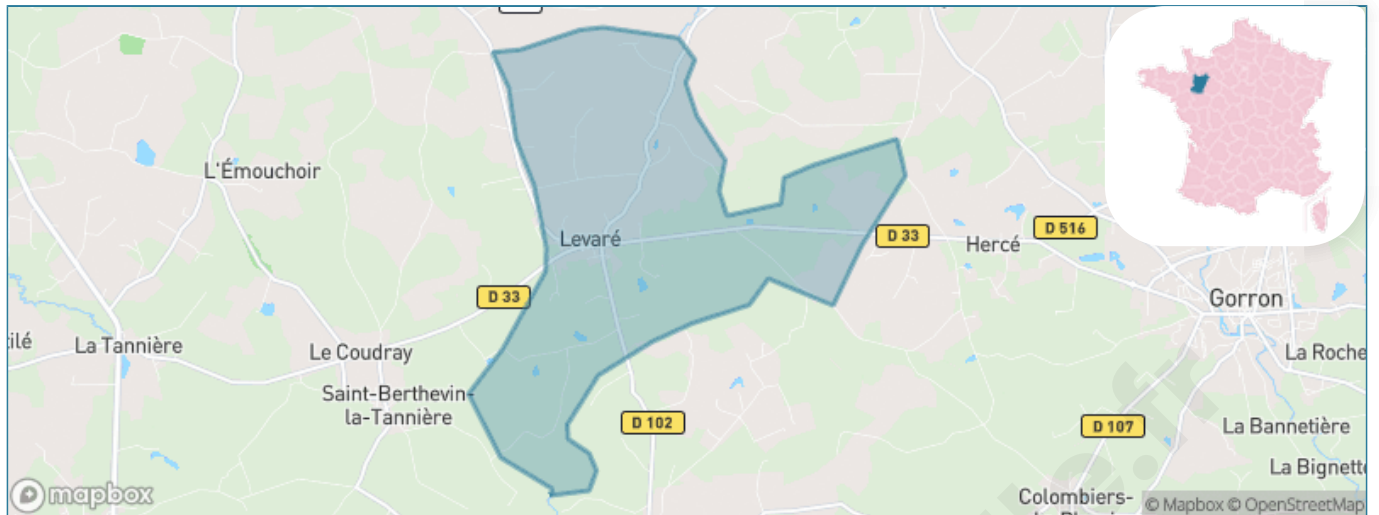 L'Émouchoir
Levaré
D 33
Hercé
D 516
D 33
Gorron
La Tannière
Le Coudray
La Roche
Saint-Berthevin-
la-Tannière
D 102
D 107
La Bannetière
La Bignett
Colombiers-
mapbox
© Mapbox © OpenStreetMap